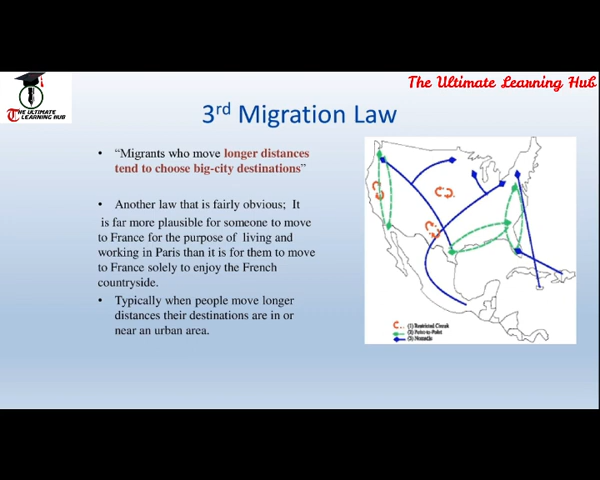 The Ultimate Learning Hub
THE ULTIMATE
LEARNING HUB
3rd Migration Law
• “Migrants who move longer distances
tend to choose big-city destinations”
• Another law that is fairly obvious; It
is far more plausible for someone to move
to France for the purpose of living and
working in Paris than it is for them to move
to France solely to enjoy the French
countryside.
• Typically when people move longer
distances their destinations are in or
near an urban area.
(1) Restricted Circuit
(2) Point-to-Point
(3) Nomadic